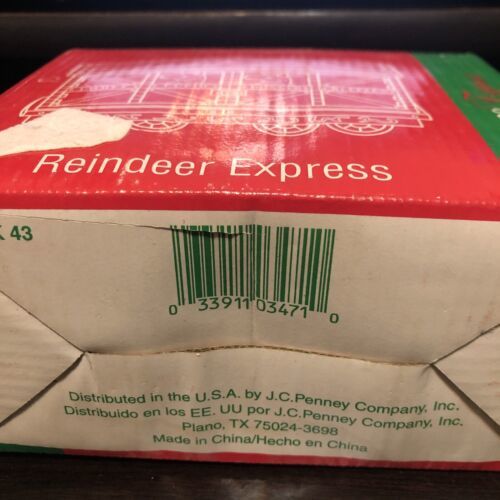 Reindeer Express
43
0 33911 03471 0
Distributed in the U.S.A. by J.C.Penney Company, Inc.
Distribuido en los EE. UU por J.C.Penney Company, Inc.
Plano, TX 75024-3698
Made in China/Hecho en China